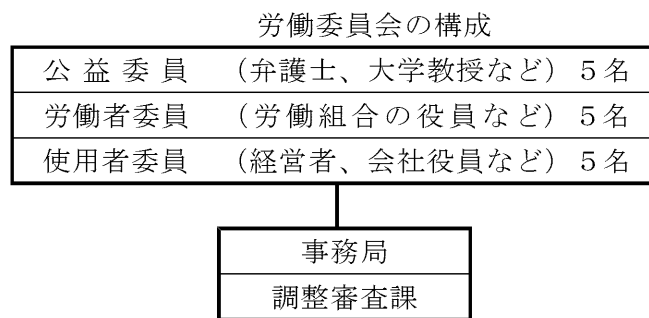 労働委員会の構成
公益委員 （弁護士、大学教授など）５名
労働者委員 （労働組合の役員など）５名
使用者委員 （経営者、会社役員など）５名
事務局
調整審査課